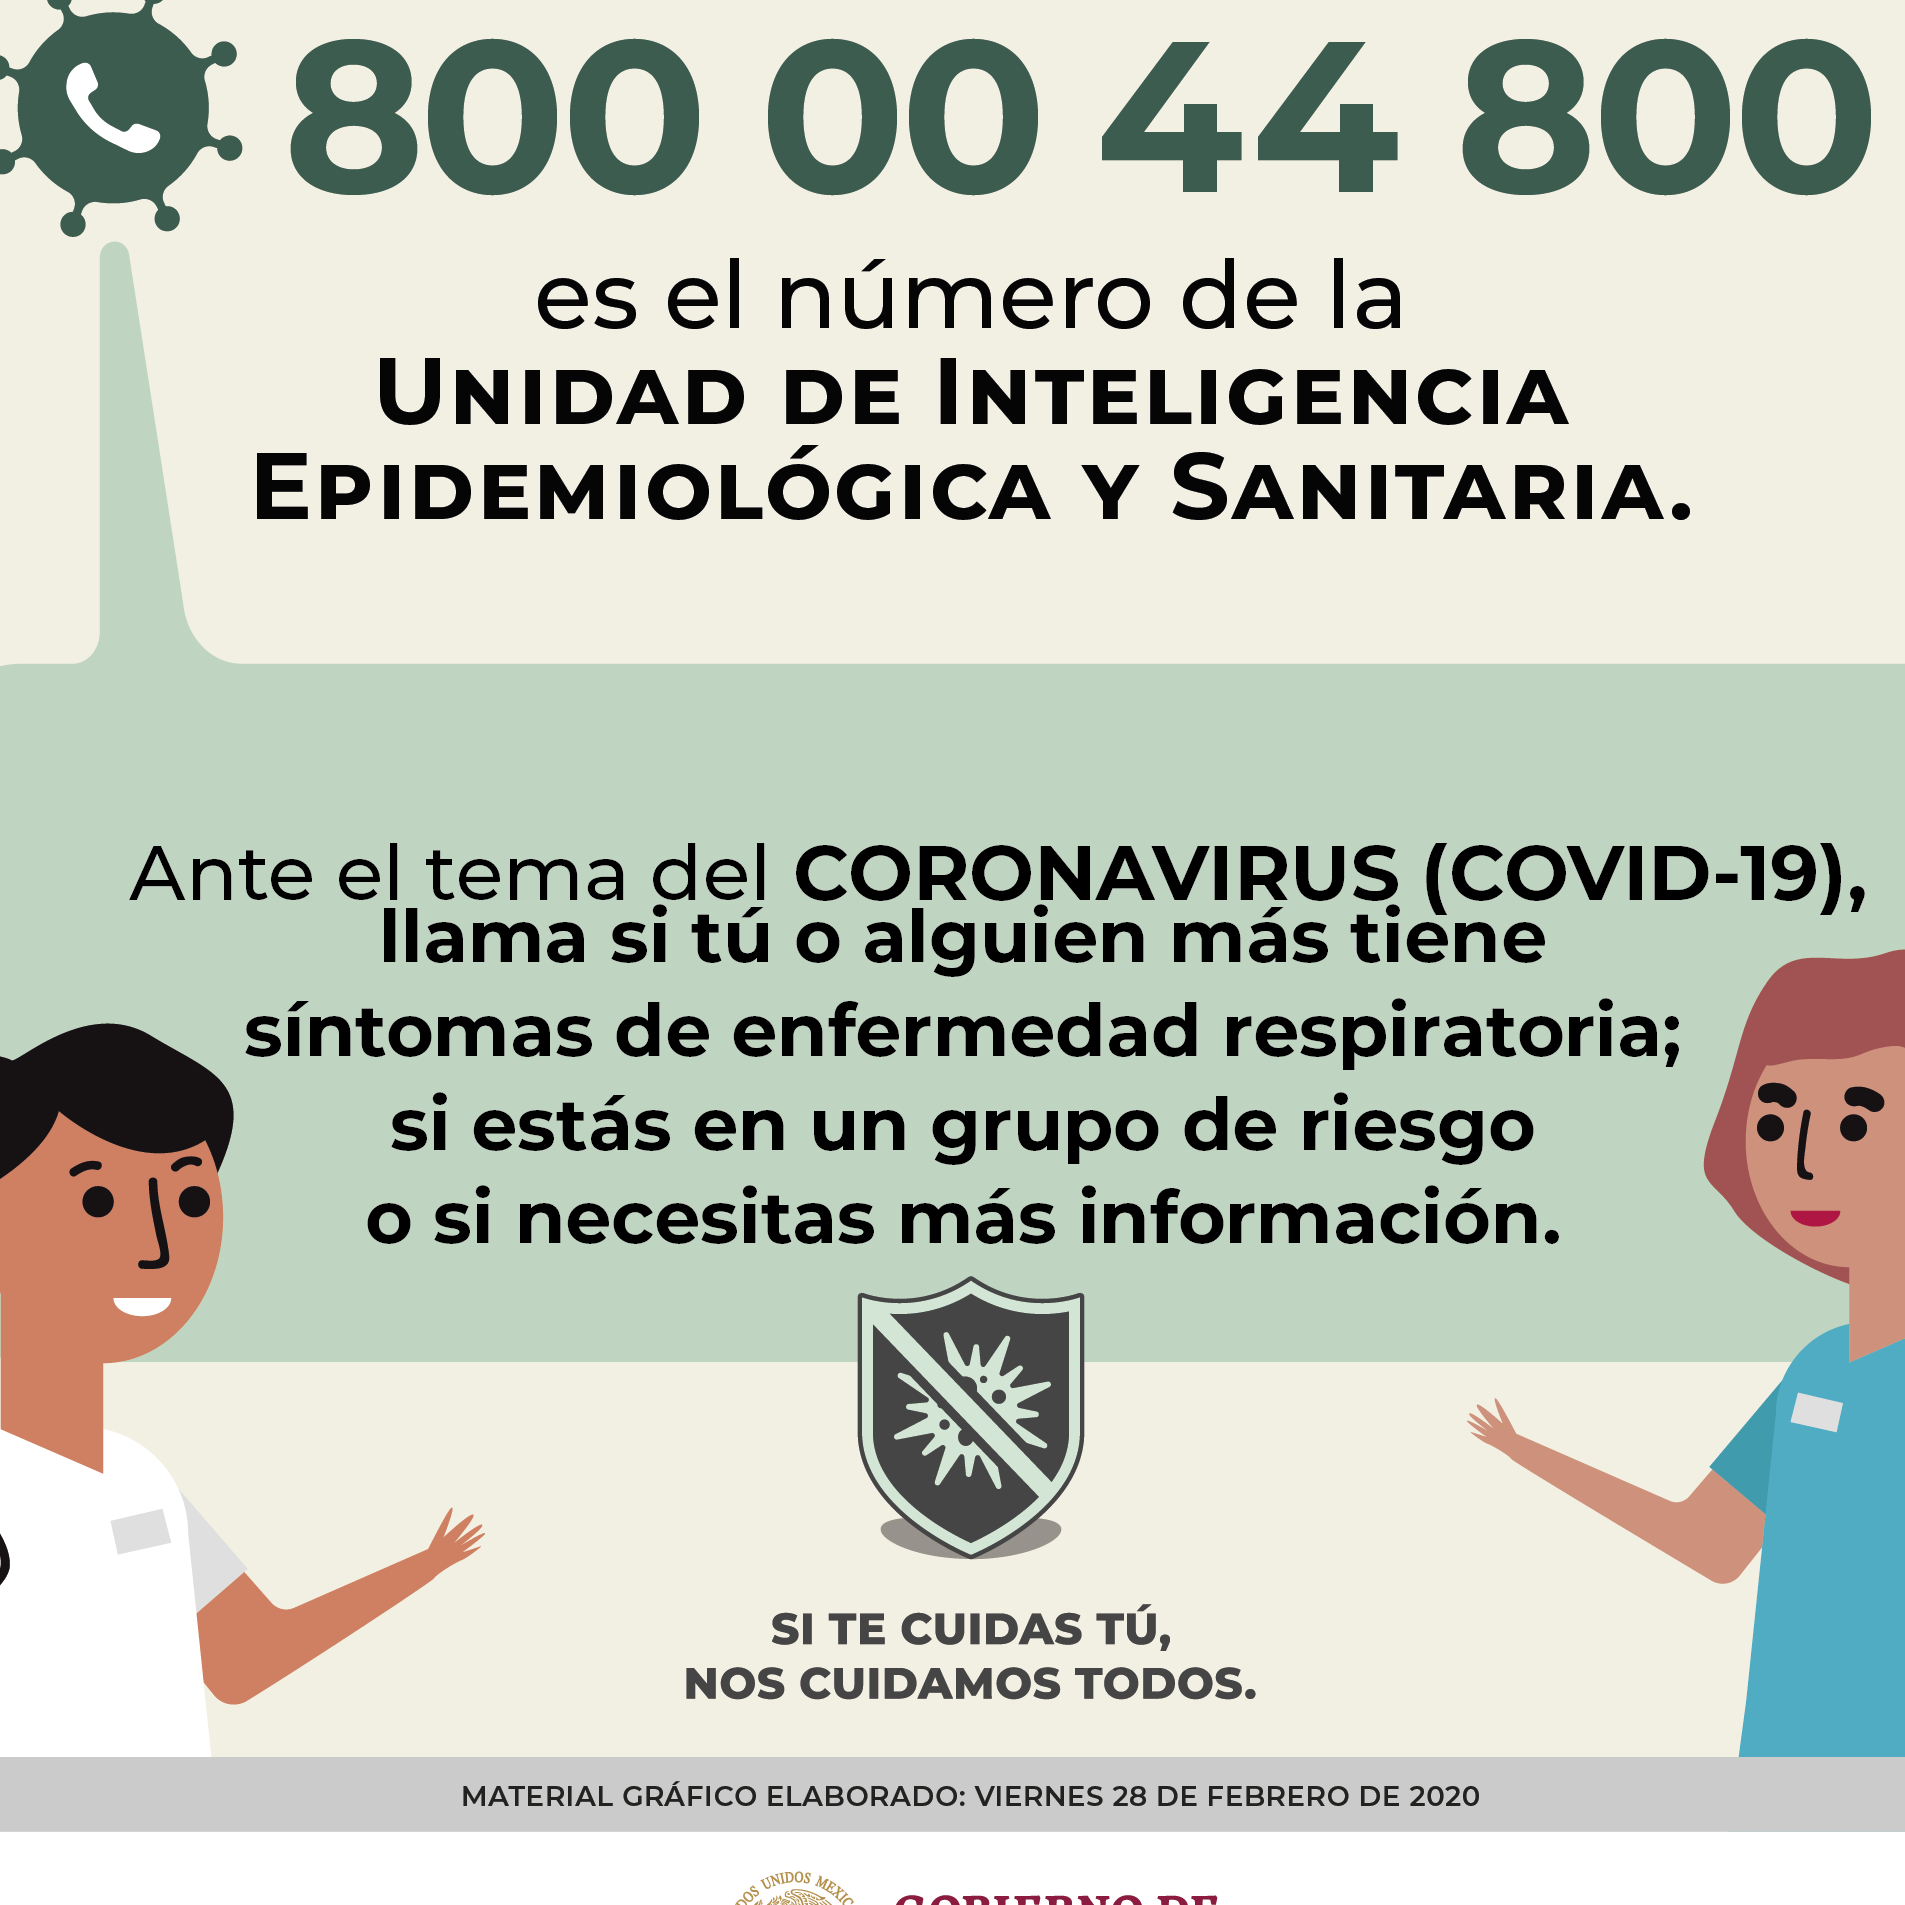 800 00 44 800
es el número de la
UNIDAD DE INTELIGENCIA
EPIDEMIOLÓGICA Y SANITARIA.
Ante el tema del CORONAVIRUS (COVID-19),
llama si tú o alguien más tiene
síntomas de enfermedad respiratoria;
si estás en un grupo de riesgo
o si necesitas más información.
SI TE CUIDAS TÚ,
NOS CUIDAMOS TODOS.
MATERIAL GRÁFICO ELABORADO: VIERNES 28 DE FEBRERO DE 2020
UNIDOS
GOBIERNO DE